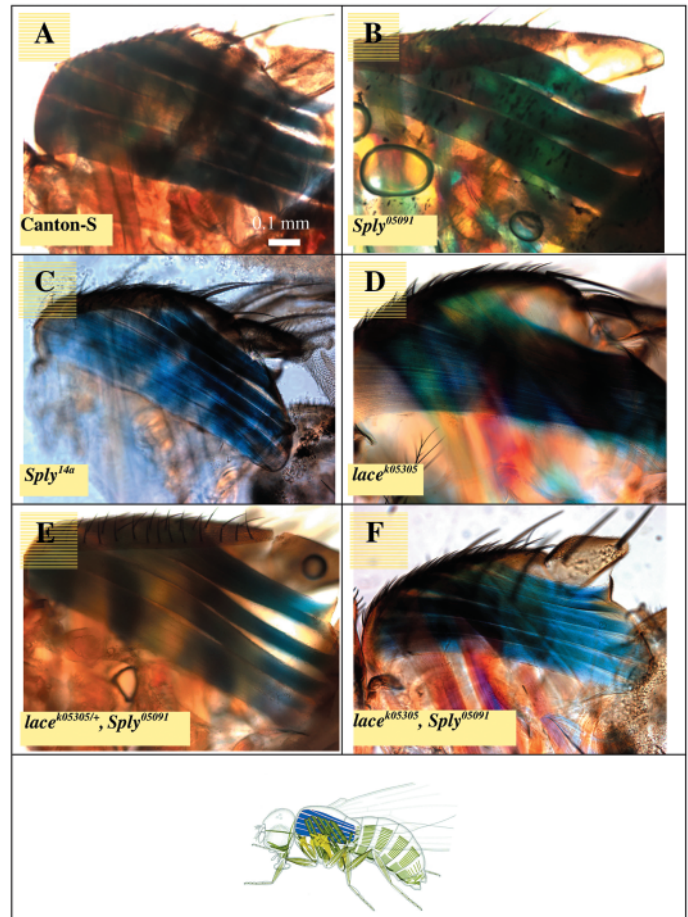 A
Canton-S
0.1 mm
B
Sply05091
C
Sply14a
D
lacek05305
E
lacek05305/+, Sply05091
F
lacek05305, Sply05091